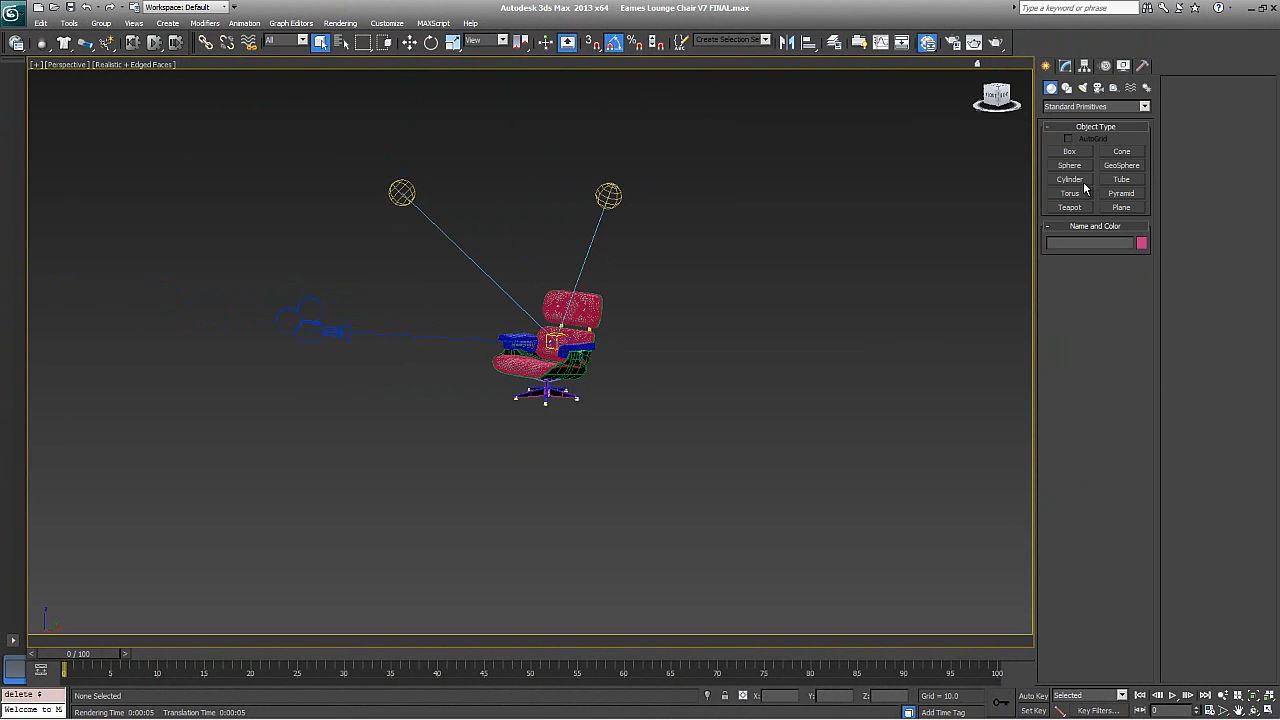 Workspace: Default
Autodesk 3ds Max 2013 x64
Eames Lounge Chair V7 FINAL.max
Type a keyword or phrase
Edit Tools Group Views Create Modifiers Animation Graph Editors Rendering Customize MAXScript Help
All
View
Create Selection Se
[+] [Perspective] [Realistic + Edged Faces]
Standard Primitives
Object Type
AutoGrid
Box Cone
Sphere GeoSphere
Cylinder Tube
Torus Pyramid
Teapot Plane
Name and Color
0 / 100
0 5 10 15 20 25 30 35 40 45 50 55 60 65 70 75 80 85 90 95 100
delete
None Selected
X: Y: Z: Grid = 10.0
Auto Key Selected
Welcome to M
Rendering Time 0:00:05 Translation Time 0:00:05
Add Time Tag
Set Key Key Filters... 0